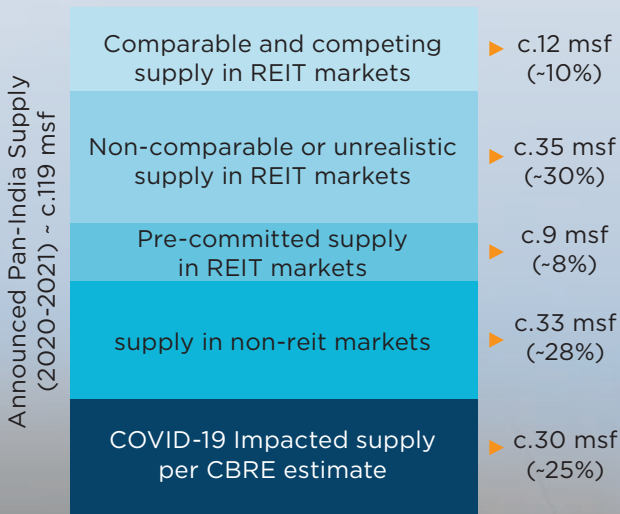 Announced Pan-India Supply
(2020-2021) ~ c.119 msf
Comparable and competing
supply in REIT markets
c.12 msf
(~10%)
Non-comparable or unrealistic
supply in REIT markets
c.35 msf
(~30%)
Pre-committed supply
in REIT markets
c.9 msf
(~8%)
supply in non-reit markets
c.33 msf
(~28%)
COVID-19 Impacted supply
per CBRE estimate
c.30 msf
(~25%)